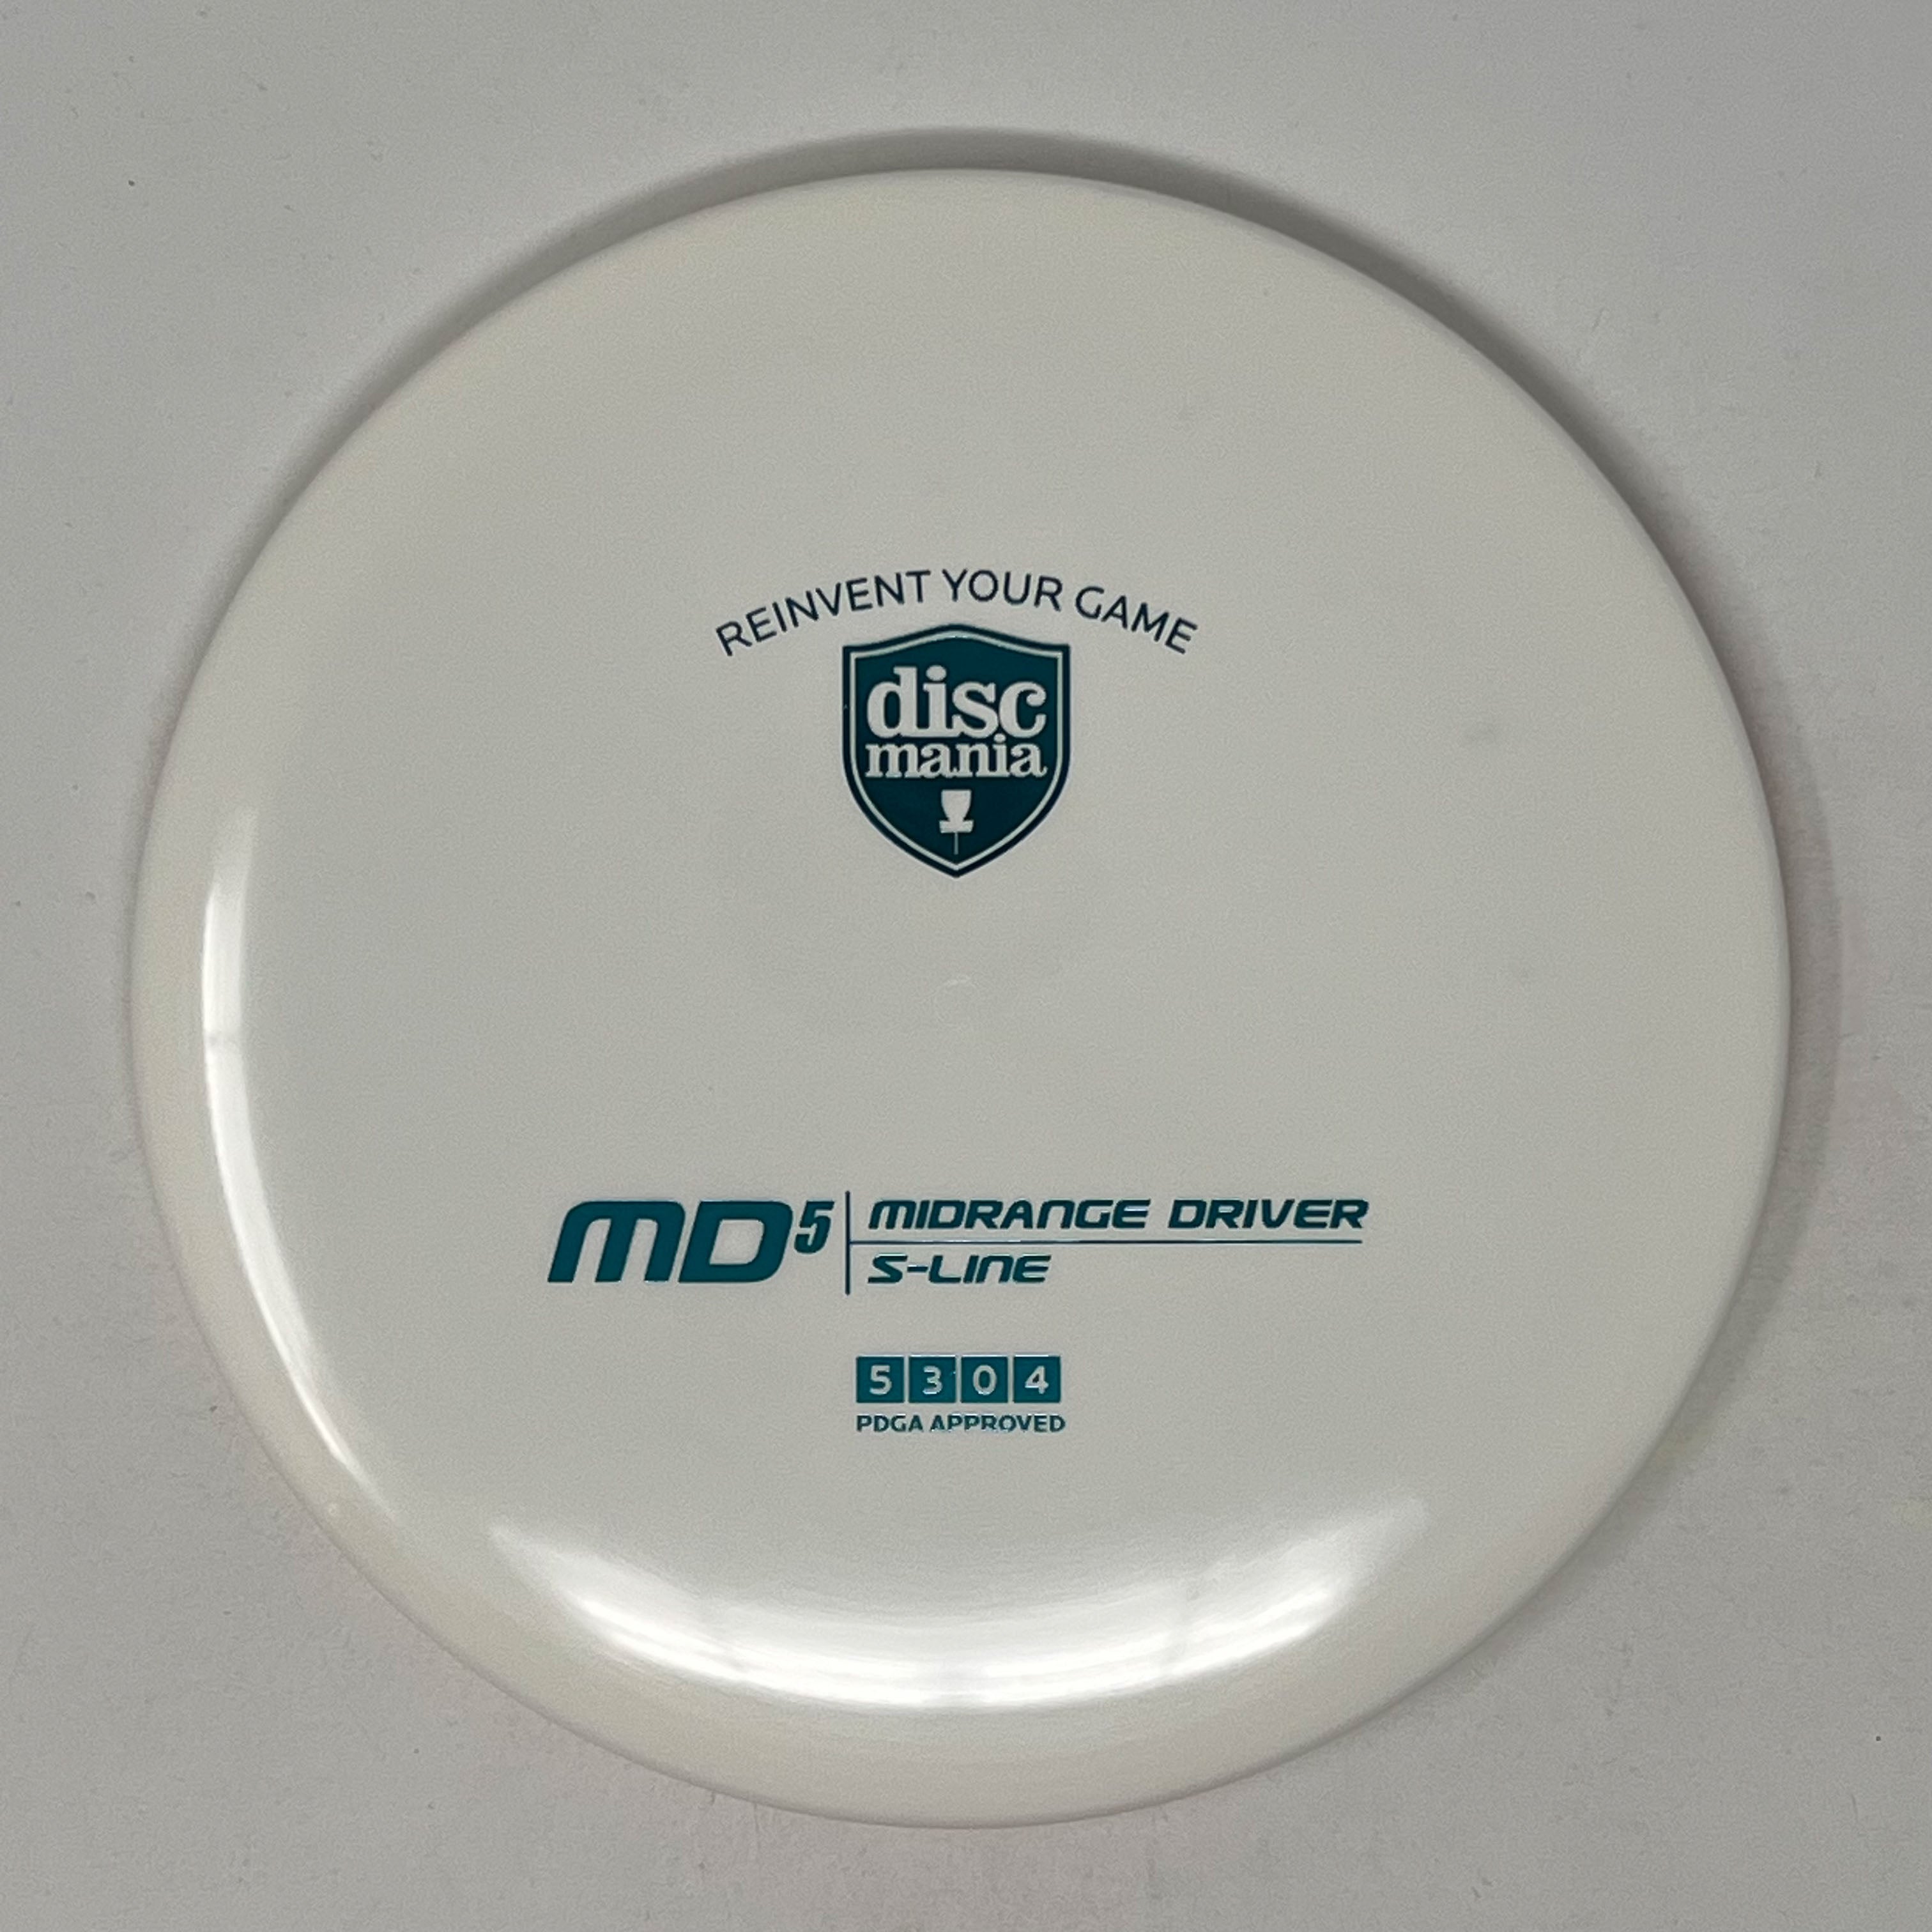 REINVENT YOUR GAME
disc
mania
MD5
MIDRANGE DRIVER
S-LINE
5 3 0 4
PDGA APPROVED